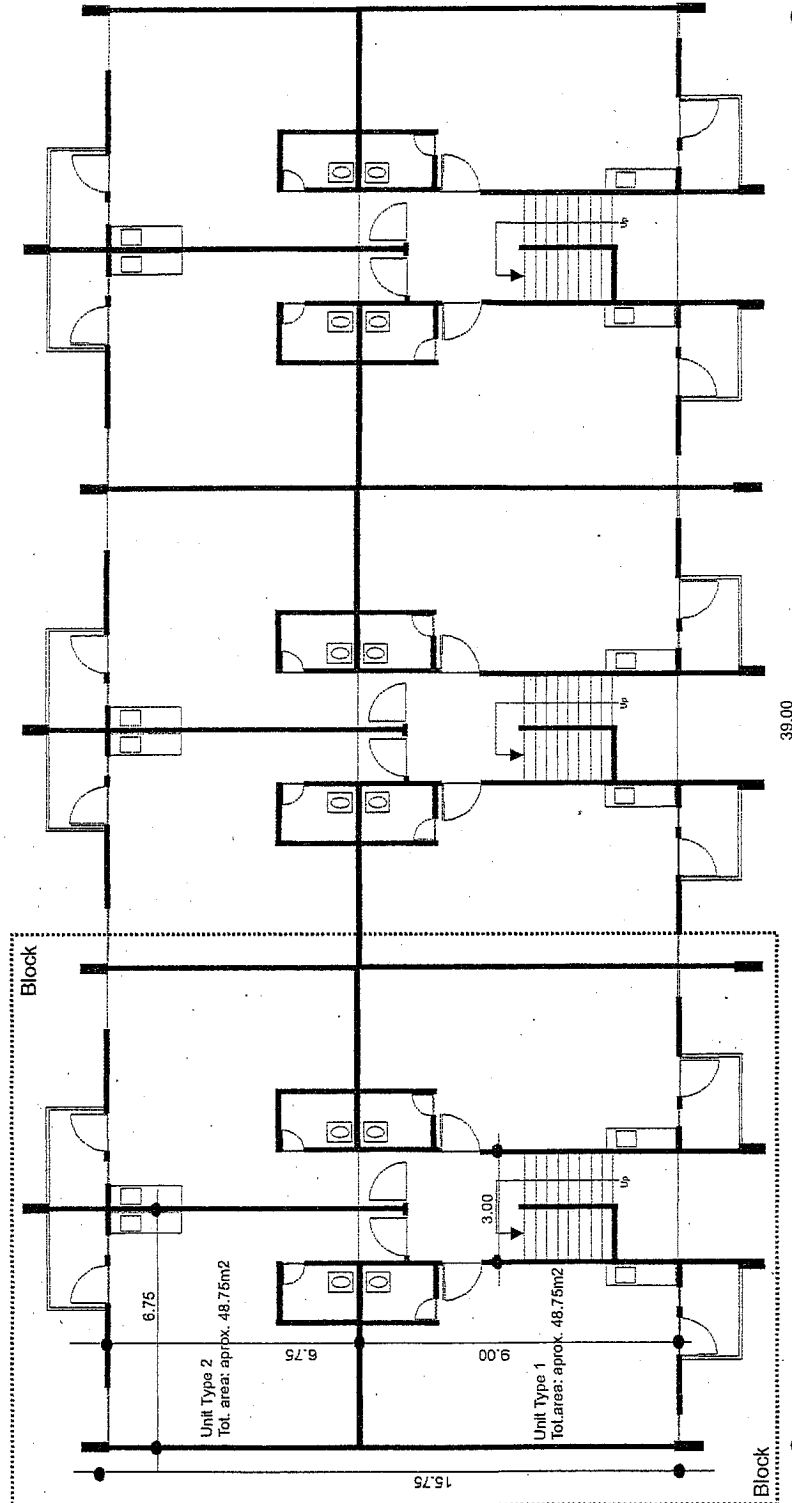 Block
Up
Up
39.00
6.75
Unit Type 2
Tot. area: aprox. 48.75m2
6.75
3.00
Up
9.00
Unit Type 1
Tot.area: aprox. 48.75m2
15.75
Block